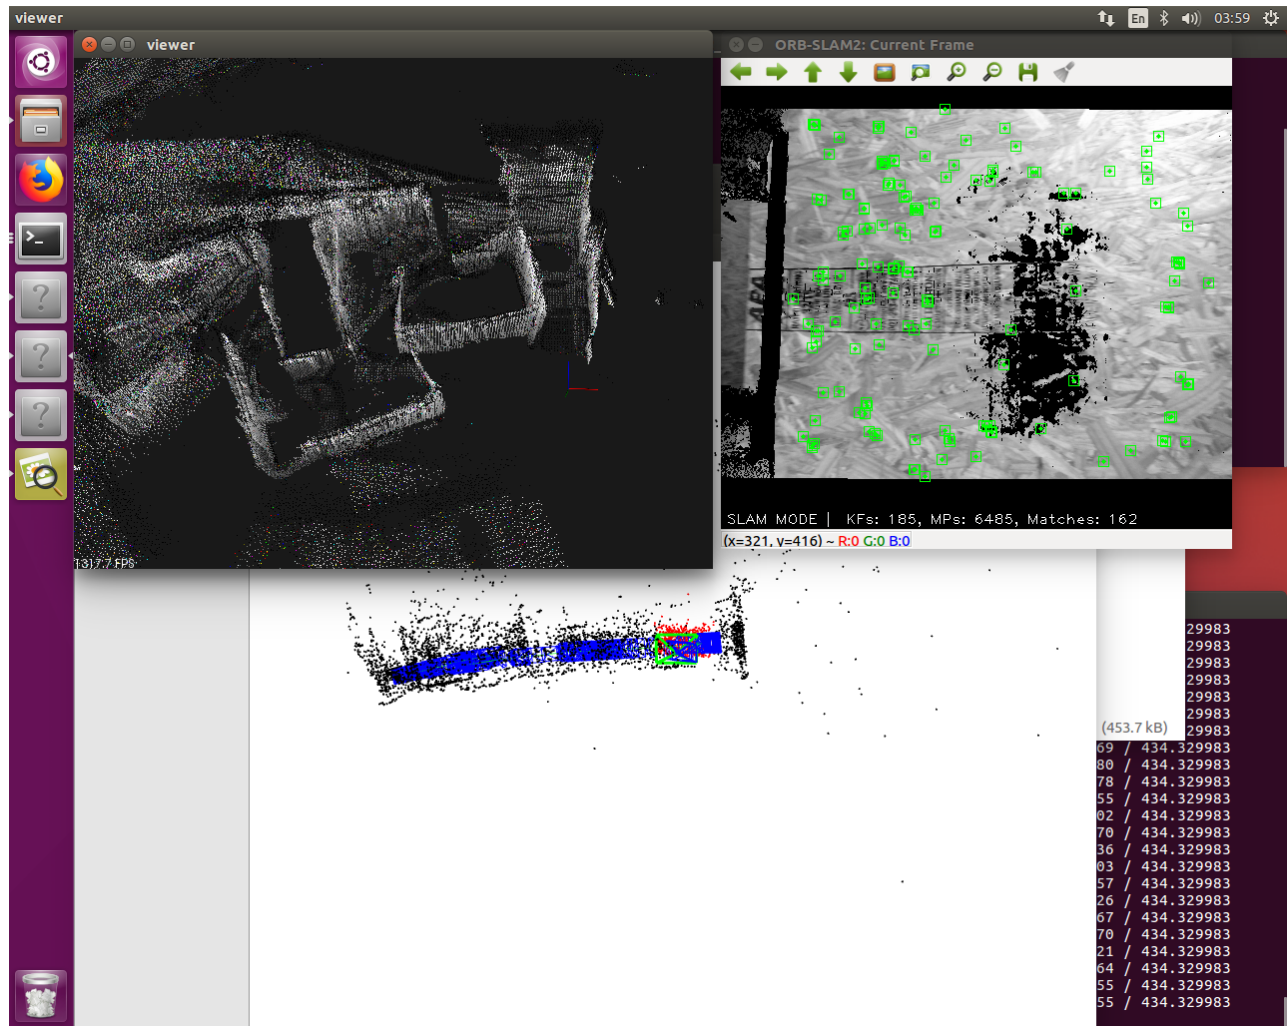 viewer
En
03:59
viewer
ORB-SLAM2: Current Frame
SLAM MODE | KFs: 185, MPs: 6485, Matches: 162
(x=321, y=416) ~ R:0 G:0 B:0
1317.7 FPS
(453.7 kB)
29983
29983
29983
29983
29983
29983
29983
69 / 434.329983
80 / 434.329983
78 / 434.329983
55 / 434.329983
02 / 434.329983
70 / 434.329983
36 / 434.329983
03 / 434.329983
57 / 434.329983
26 / 434.329983
67 / 434.329983
70 / 434.329983
21 / 434.329983
64 / 434.329983
55 / 434.329983
55 / 434.329983